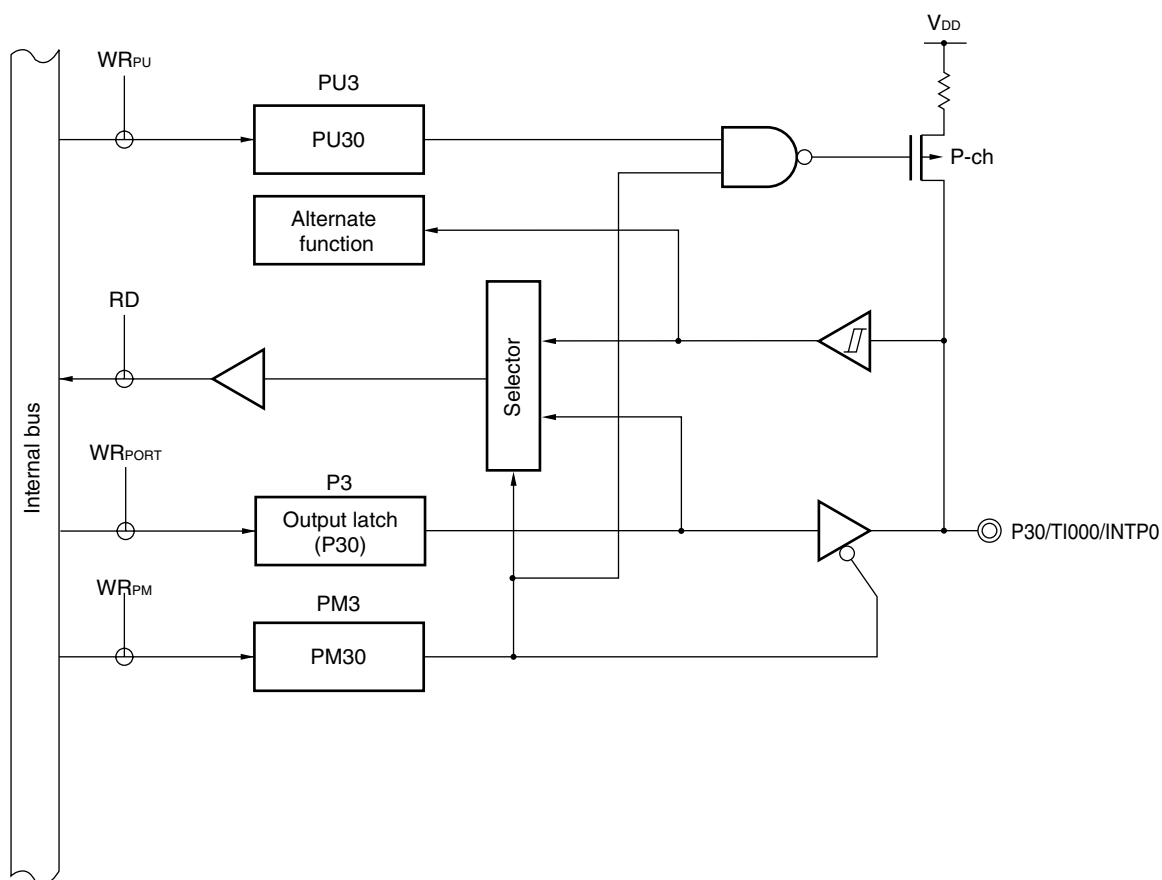 VDD
WRPU
PU3
PU30
P-ch
Alternate
function
RD
Selector
Internal bus
WRPORT
P3
Output latch
(P30)
P30/TI000/INTP0
WRPM
PM3
PM30